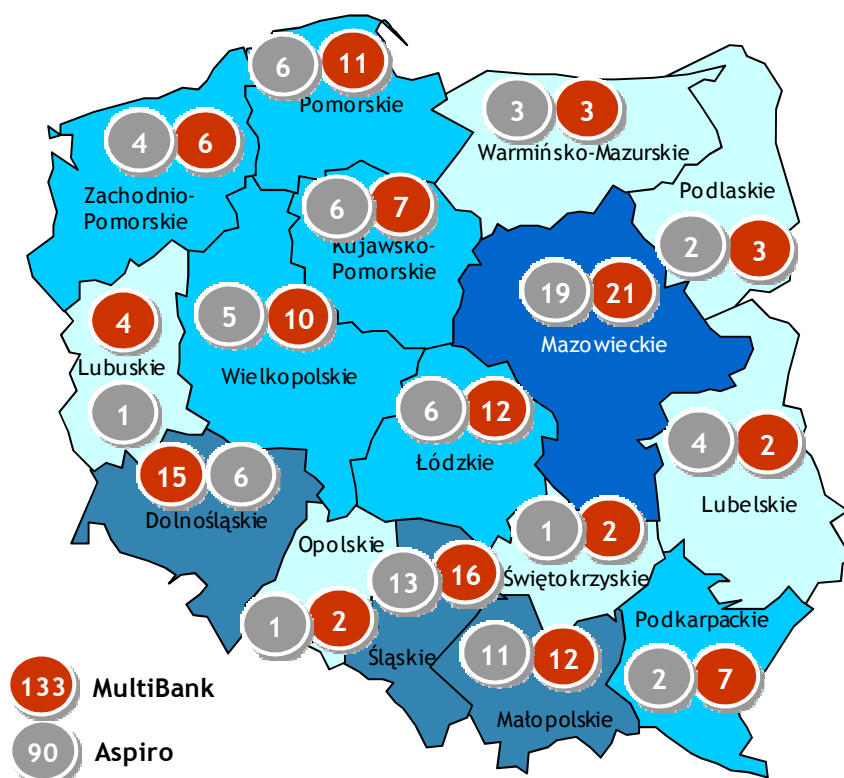 6 11
Pomorskie
3 3
Warmińsko-Mazurskie
4 6
Zachodnio-
Pomorskie
Podlaskie
2 3
6 7
Kujawsko-
Pomorskie
19 21
Mazowieckie
4
Lubuskie
1
5 10
Wielkopolskie
6 12
Łódzkie
4 2
Lubelskie
15 6
Dolnośląskie
Opolskie
1 2
13 16
Śląskie
1 2
Świętokrzyskie
11 12
Małopolskie
Podkarpackie
2 7
133 MultiBank
90 Aspiro